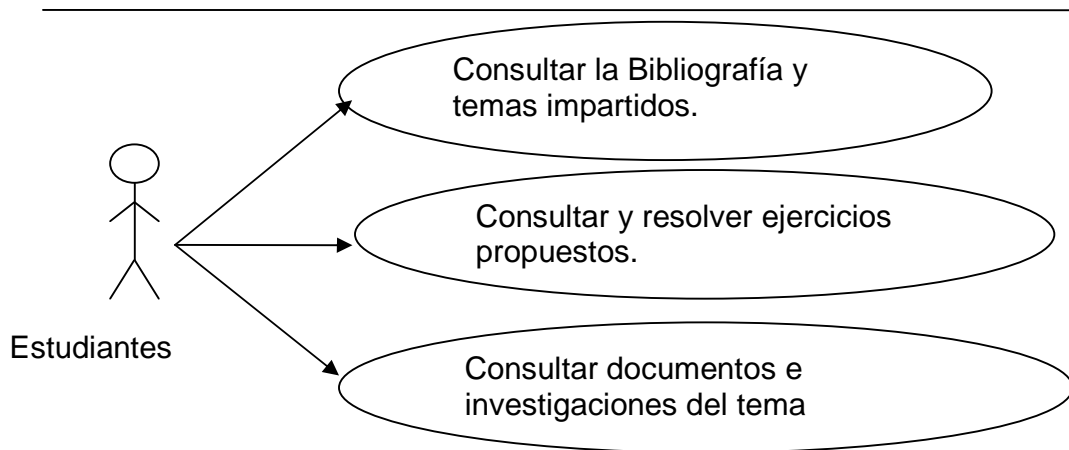 Consultar la Bibliografía y
temas impartidos.
Consultar y resolver ejercicios
propuestos.
Estudiantes
Consultar documentos e
investigaciones del tema